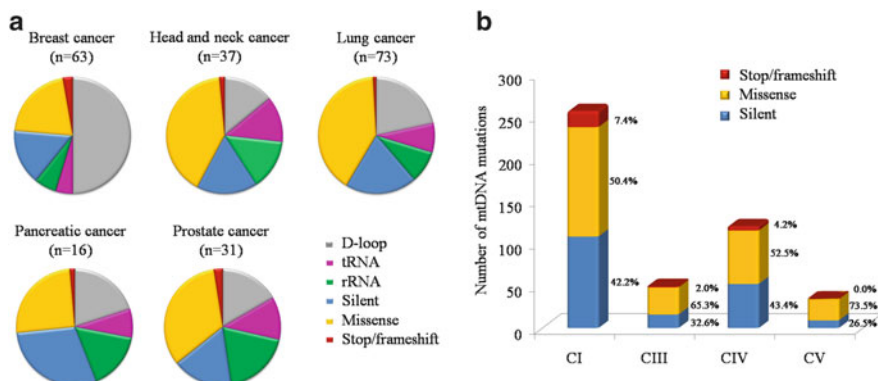 a
Breast cancer
(n=63)
Head and neck cancer
(n=37)
Lung cancer
(n=73)
Pancreatic cancer
(n=16)
Prostate cancer
(n=31)
D-loop
tRNA
rRNA
Silent
Missense
Stop/frameshift
b
Number of mtDNA mutations
300
250
200
150
100
50
0
Stop/frameshift
Missense
Silent
7.4%
50.4%
42.2%
2.0%
65.3%
32.6%
4.2%
52.5%
43.4%
0.0%
73.5%
26.5%
CI
CIII
CIV
CV